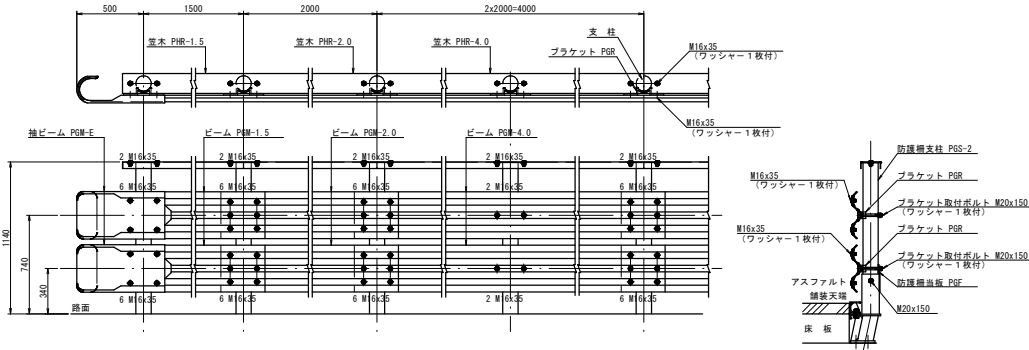 500
1500
2000
2x2000=4000
笠木 PHR-1.5
笠木 PHR-2.0
笠木 PHR-4.0
支 柱
ブラケット PGR
M16x35
(ワッシャー１枚付)
M16x35
(ワッシャー１枚付)
袖ビーム PGM-E
ビーム PGM-1.5
ビーム PGM-2.0
ビーム PGM-4.0
2 M16x35
2 M16x35
2 M16x35
2 M16x35
2 M16x35
6 M16x35
6 M16x35
6 M16x35
2 M16x35
6 M16x35
1140
740
340
路面
6 M16x35
6 M16x35
6 M16x35
2 M16x35
6 M16x35
防護柵支柱 PGS-2
M16x35
(ワッシャー１枚付)
ブラケット PGR
ブラケット取付ボルト M20x150
(ワッシャー１枚付)
M16x35
(ワッシャー１枚付)
ブラケット PGR
ブラケット取付ボルト M20x150
(ワッシャー１枚付)
アスファルト
舗装天端
防護柵当板 PGF
M20x150
床 板